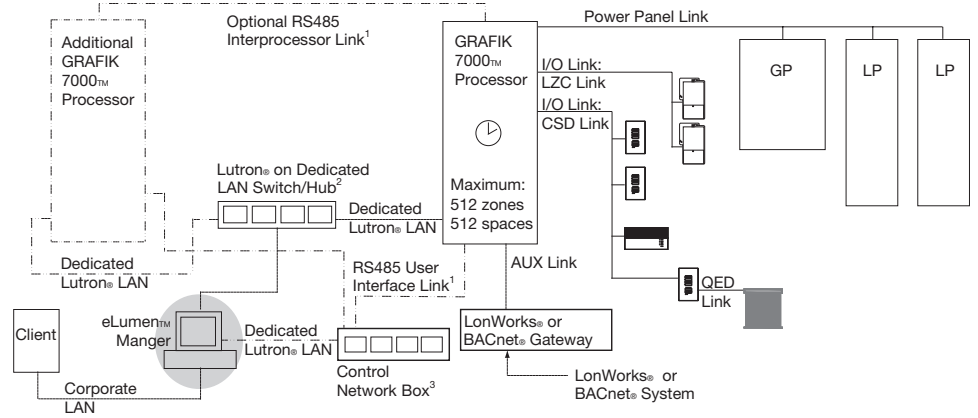 Additional
GRAFIK
7000™
Processor
Optional RS485
Interprocessor Link1
GRAFIK
7000™
Processor
Power Panel Link
I/O Link:
LZC Link
I/O Link:
CSD Link
GP
LP
LP
Lutron® on Dedicated
LAN Switch/Hub2
Maximum:
512 zones
512 spaces
Dedicated
Lutron® LAN
Dedicated
Lutron® LAN
RS485 User
Interface Link1
AUX Link
QED
Link
Client
eLumen™
Manger
Dedicated
Lutron® LAN
LonWorks® or
BACnet® Gateway
Control
Network Box3
Corporate
LAN
LonWorks® or
BACnet® System